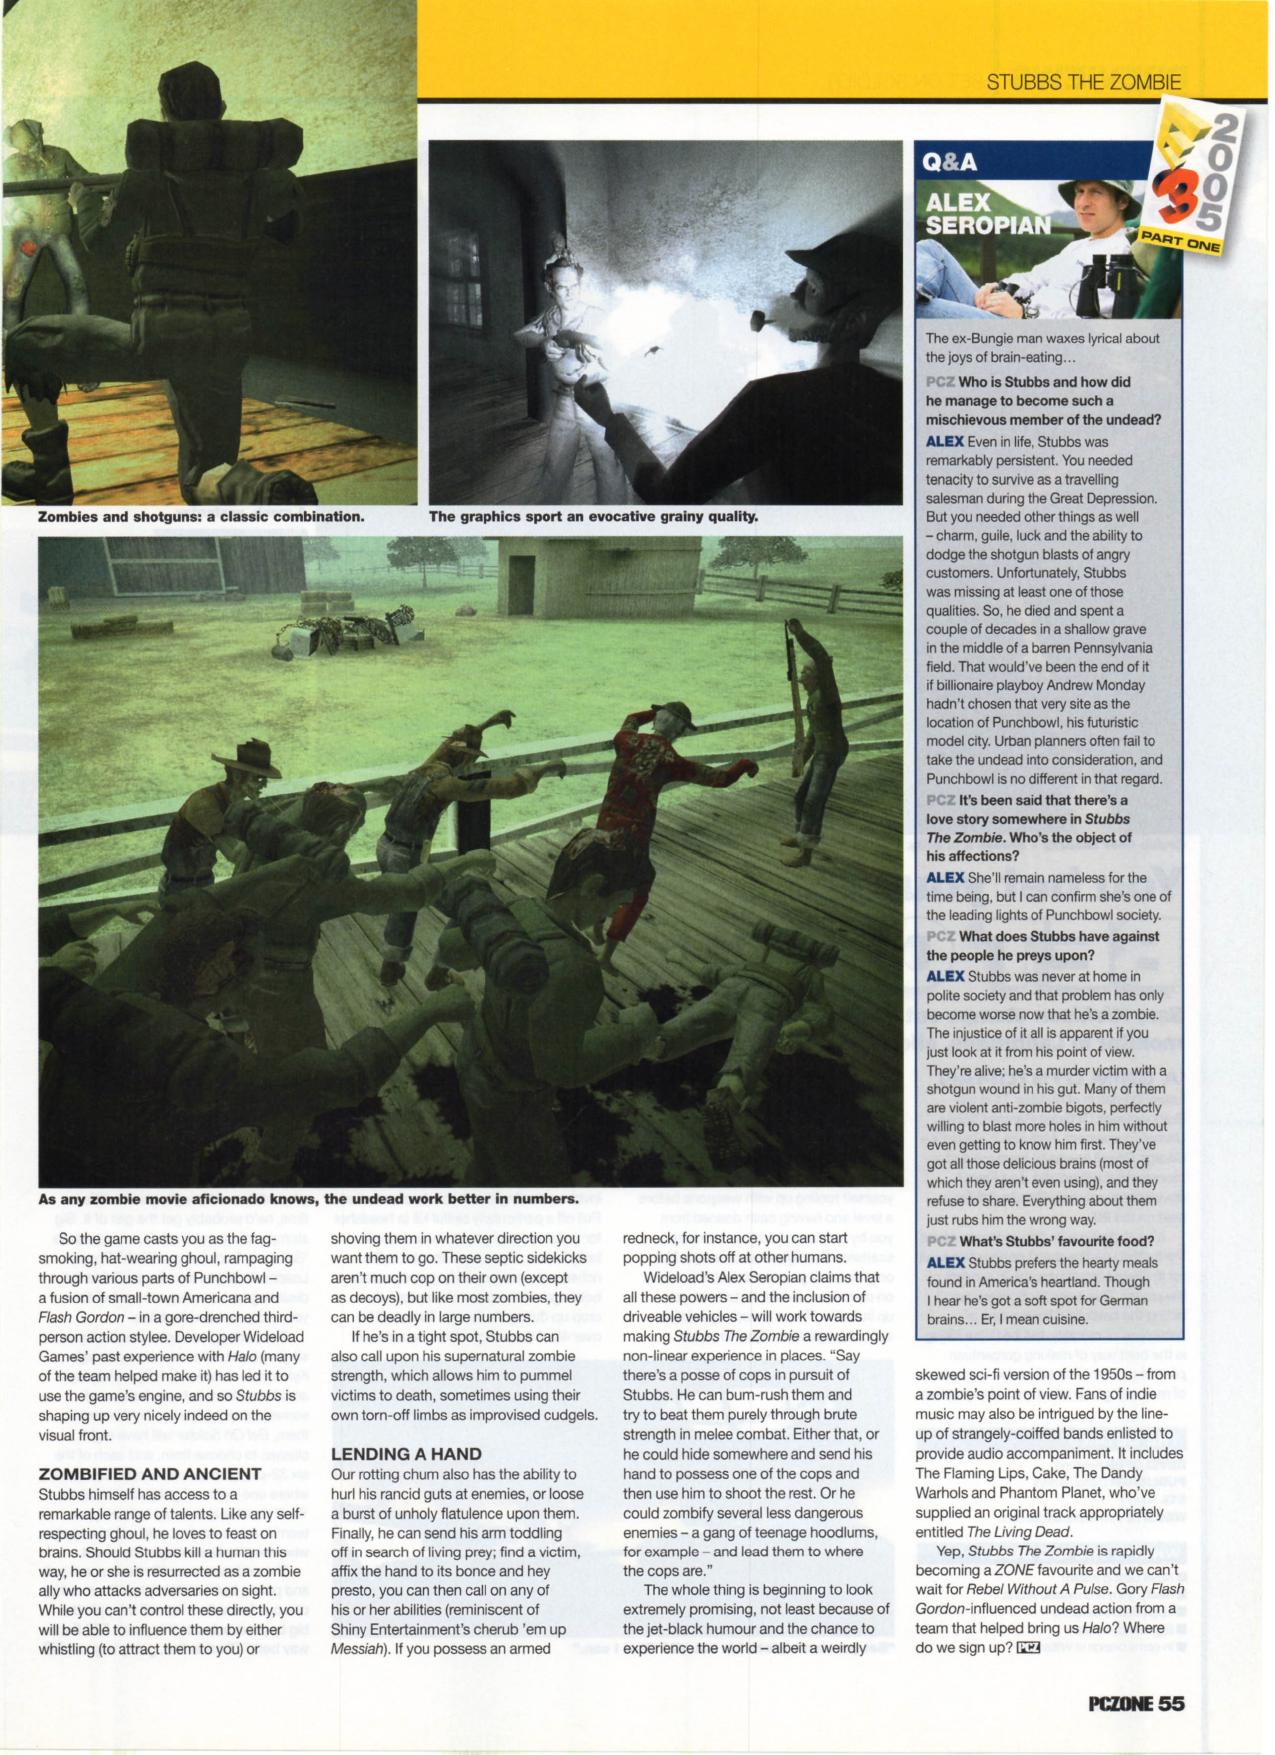 STUBBS THE ZOMBIE
E3
2005
PART ONE
Zombies and shotguns: a classic combination.
The graphics sport an evocative grainy quality.
As any zombie movie aficionado knows, the undead work better in numbers.
So the game casts you as the fag-
smoking, hat-wearing ghoul, rampaging
through various parts of Punchbowl –
a fusion of small-town Americana and
Flash Gordon – in a gore-drenched third-
person action stylee. Developer Wideload
Games' past experience with Halo (many
of the team helped make it) has led it to
use the game's engine, and so Stubbs is
shaping up very nicely indeed on the
visual front.
ZOMBIFIED AND ANCIENT
Stubbs himself has access to a
remarkable range of talents. Like any self-
respecting ghoul, he loves to feast on
brains. Should Stubbs kill a human this
way, he or she is resurrected as a zombie
ally who attacks adversaries on sight.
While you can't control these directly, you
will be able to influence them by either
whistling (to attract them to you) or
shoving them in whatever direction you
want them to go. These septic sidekicks
aren't much cop on their own (except
as decoys), but like most zombies, they
can be deadly in large numbers.
If he's in a tight spot, Stubbs can
also call upon his supernatural zombie
strength, which allows him to pummel
victims to death, sometimes using their
own torn-off limbs as improvised cudgels.
LENDING A HAND
Our rotting chum also has the ability to
hurl his rancid guts at enemies, or loose
a burst of unholy flatulence upon them.
Finally, he can send his arm toddling
off in search of living prey; find a victim,
affix the hand to its bonce and hey
presto, you can then call on any of
his or her abilities (reminiscent of
Shiny Entertainment's cherub 'em up
Messiah). If you possess an armed
redneck, for instance, you can start
popping shots off at other humans.
Wideload's Alex Seropian claims that
all these powers – and the inclusion of
driveable vehicles – will work towards
making Stubbs The Zombie a rewardingly
non-linear experience in places. “Say
there's a posse of cops in pursuit of
Stubbs. He can bum-rush them and
try to beat them purely through brute
strength in melee combat. Either that, or
he could hide somewhere and send his
hand to possess one of the cops and
then use him to shoot the rest. Or he
could zombify several less dangerous
enemies – a gang of teenage hoodlums,
for example – and lead them to where
the cops are.”
The whole thing is beginning to look
extremely promising, not least because of
the jet-black humour and the chance to
experience the world – albeit a weirdly
skewed sci-fi version of the 1950s – from
a zombie's point of view. Fans of indie
music may also be intrigued by the line-
up of strangely-coiffed bands enlisted to
provide audio accompaniment. It includes
The Flaming Lips, Cake, The Dandy
Warhols and Phantom Planet, who've
supplied an original track appropriately
entitled The Living Dead.
Yep, Stubbs The Zombie is rapidly
becoming a ZONE favourite and we can't
wait for Rebel Without A Pulse. Gory Flash
Gordon-influenced undead action from a
team that helped bring us Halo? Where
do we sign up? PCZ
Q&A
ALEX
SEROPIAN
The ex-Bungie man waxes lyrical about
the joys of brain-eating...
PCZ Who is Stubbs and how did
he manage to become such a
mischievous member of the undead?
ALEX Even in life, Stubbs was
remarkably persistent. You needed
tenacity to survive as a travelling
salesman during the Great Depression.
But you needed other things as well
– charm, guile, luck and the ability to
dodge the shotgun blasts of angry
customers. Unfortunately, Stubbs
was missing at least one of those
qualities. So, he died and spent a
couple of decades in a shallow grave
in the middle of a barren Pennsylvania
field. That would've been the end of it
if billionaire playboy Andrew Monday
hadn't chosen that very site as the
location of Punchbowl, his futuristic
model city. Urban planners often fail to
take the undead into consideration, and
Punchbowl is no different in that regard.
PCZ It's been said that there's a
love story somewhere in Stubbs
The Zombie. Who's the object of
his affections?
ALEX She'll remain nameless for the
time being, but I can confirm she's one of
the leading lights of Punchbowl society.
PCZ What does Stubbs have against
the people he preys upon?
ALEX Stubbs was never at home in
polite society and that problem has only
become worse now that he's a zombie.
The injustice of it all is apparent if you
just look at it from his point of view.
They're alive; he's a murder victim with a
shotgun wound in his gut. Many of them
are violent anti-zombie bigots, perfectly
willing to blast more holes in him without
even getting to know him first. They've
got all those delicious brains (most of
which they aren't even using), and they
refuse to share. Everything about them
just rubs him the wrong way.
PCZ What's Stubbs' favourite food?
ALEX Stubbs prefers the hearty meals
found in America's heartland. Though
I hear he's got a soft spot for German
brains... Er, I mean cuisine.
PCZONE 55